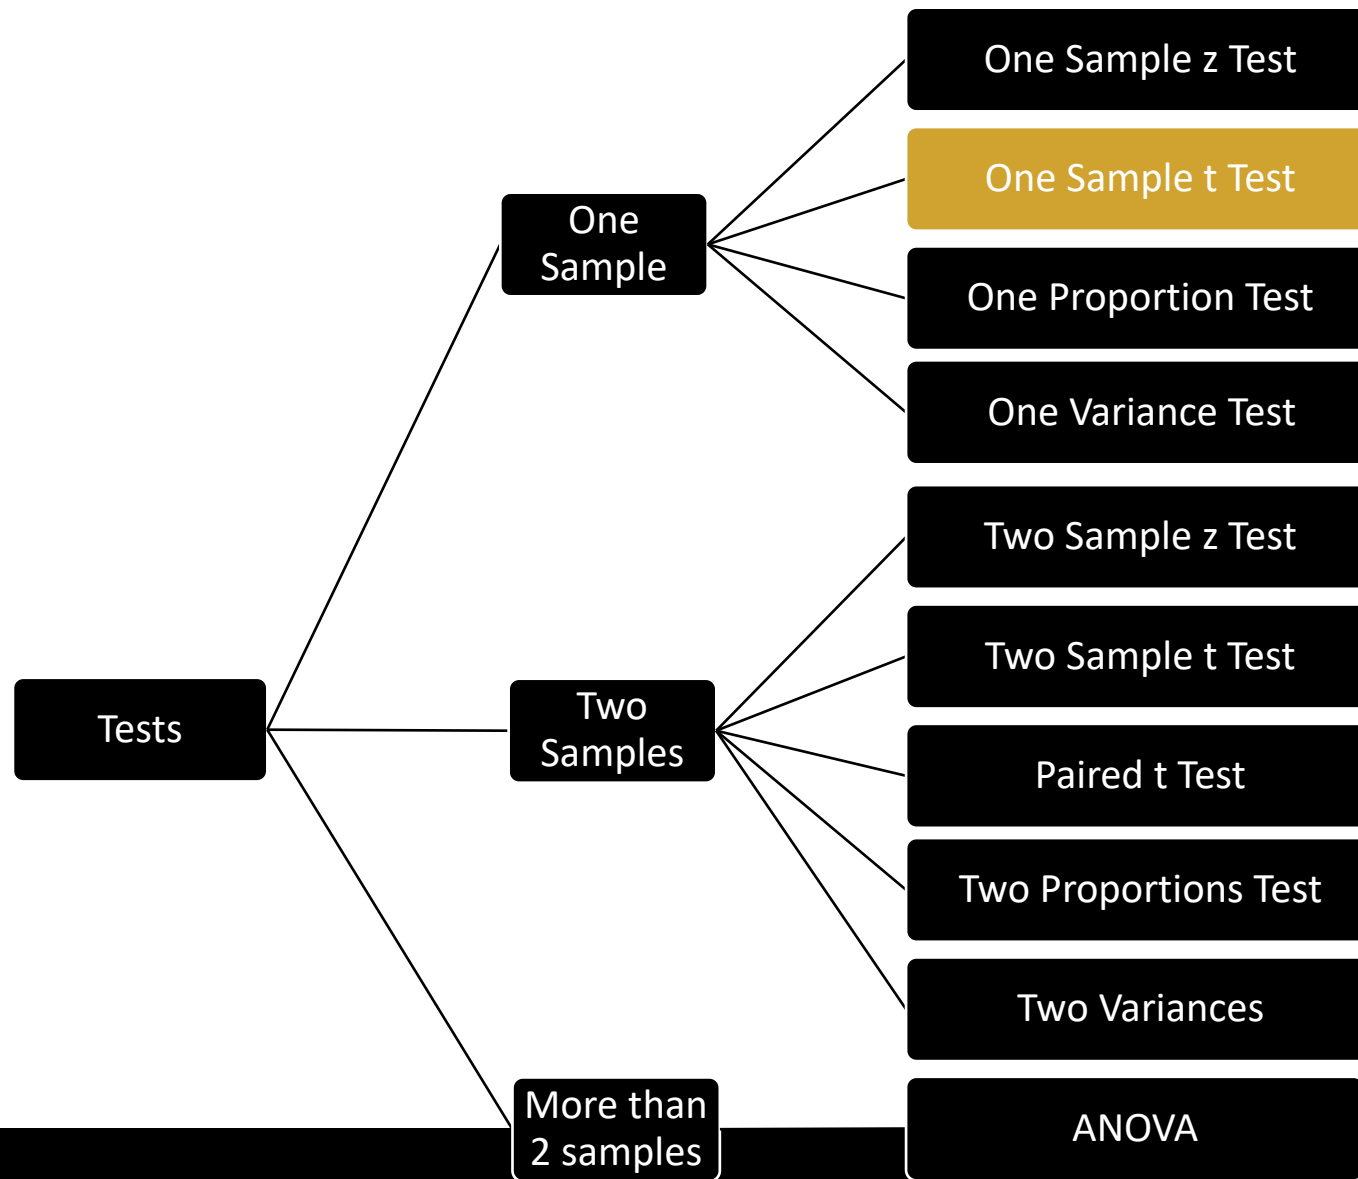 Tests
One
Sample
One Sample z Test
One Sample t Test
One Proportion Test
One Variance Test
Two
Samples
Two Sample z Test
Two Sample t Test
Paired t Test
Two Proportions Test
Two Variances
More than
2 samples
ANOVA